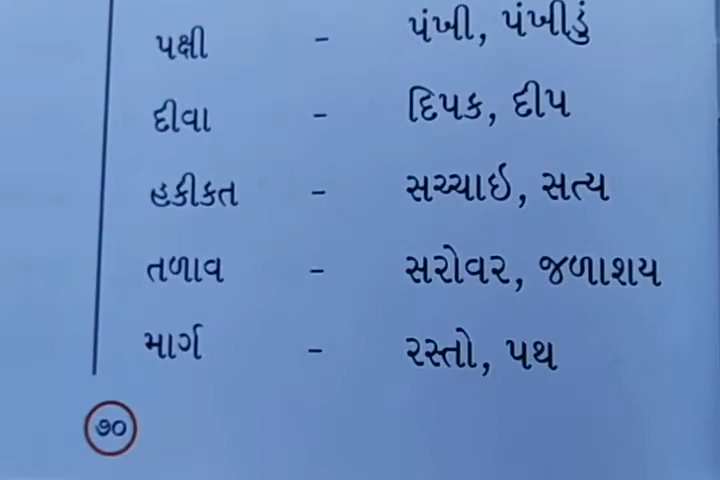 પક્ષી - પંખી, પંખીડું
દીવા - દિપક, દીપ
હકીકત - સચ્ચાઇ, સત્ય
તળાવ - સરોવર, જળાશય
માર્ગ - રસ્તો, પથ
૭૦